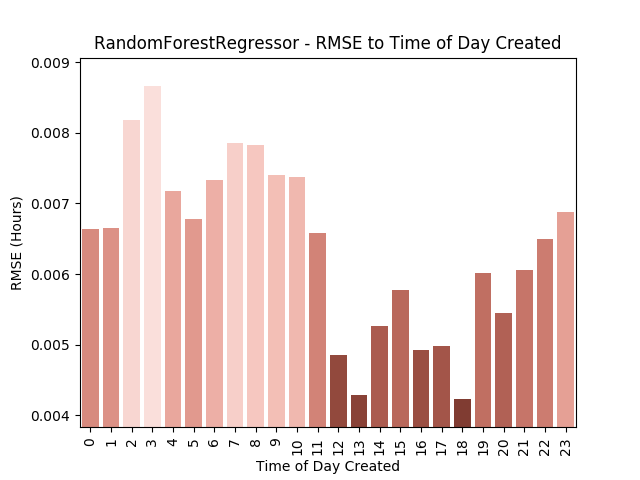 RandomForestRegressor - RMSE to Time of Day Created
0.009
0.008
0.007
0.006
0.005
0.004
RMSE (Hours)
0 1 2 3 4 5 6 7 8 9 10 11 12 13 14 15 16 17 18 19 20 21 22 23
Time of Day Created